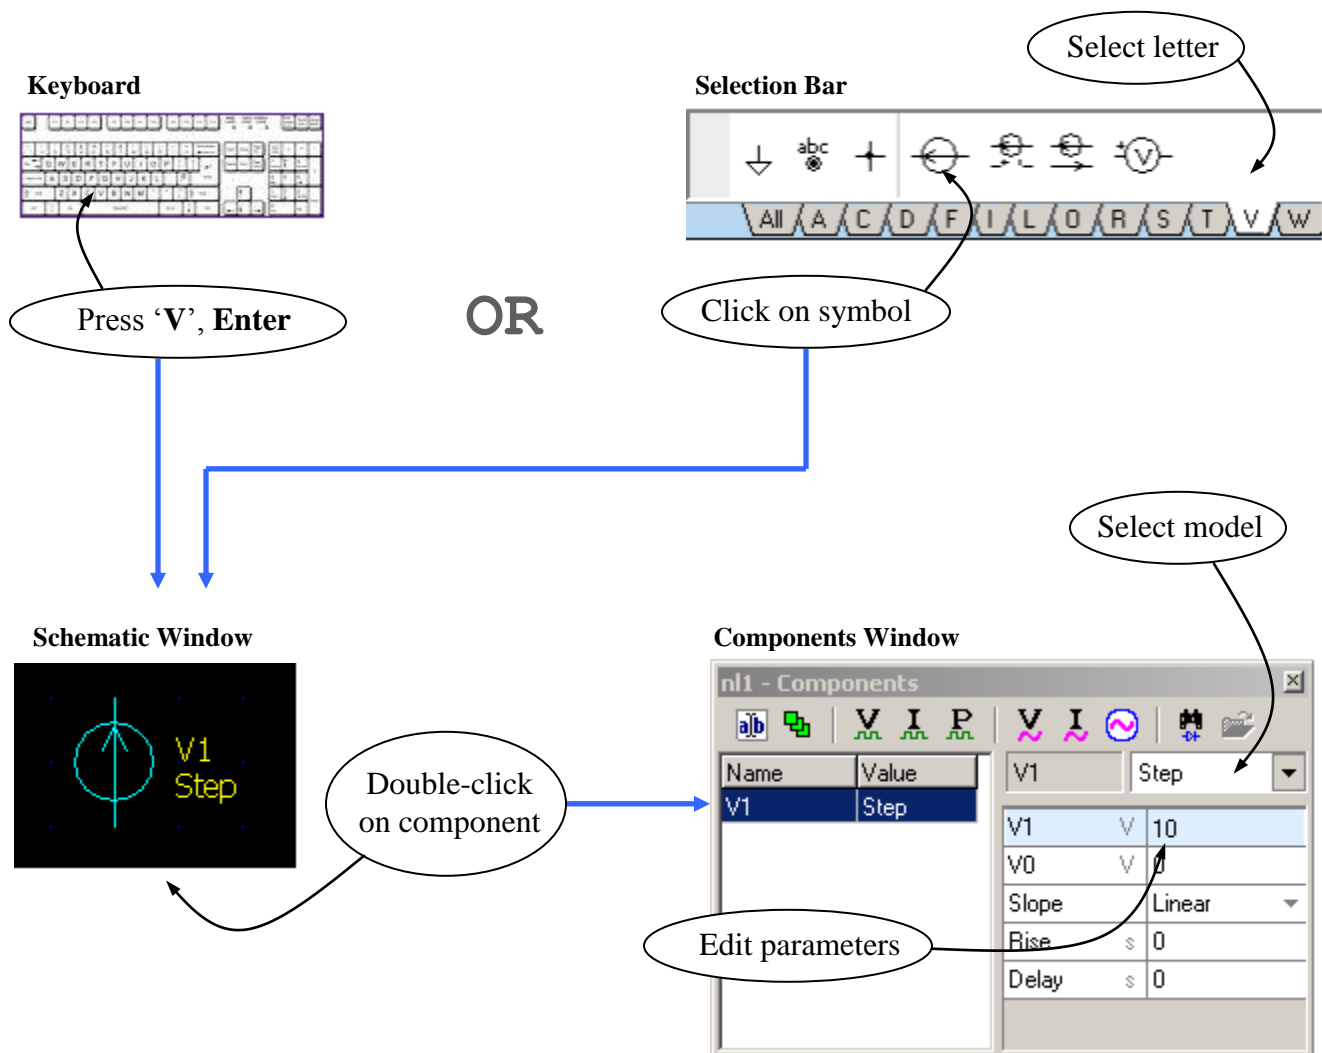 Select letter
Keyboard
Selection Bar
abc
V
All A C D F I L O R S T V W
Press ‘V’, Enter
OR
Click on symbol
Select model
Schematic Window
Components Window
V1
Step
Double-click
on component
nl1 - Components
ab V I P V I
Name Value V1 Step
V1 Step
V1 V 10
V0 V 0
Slope Linear
Edit parameters
Rise s 0
Delay s 0